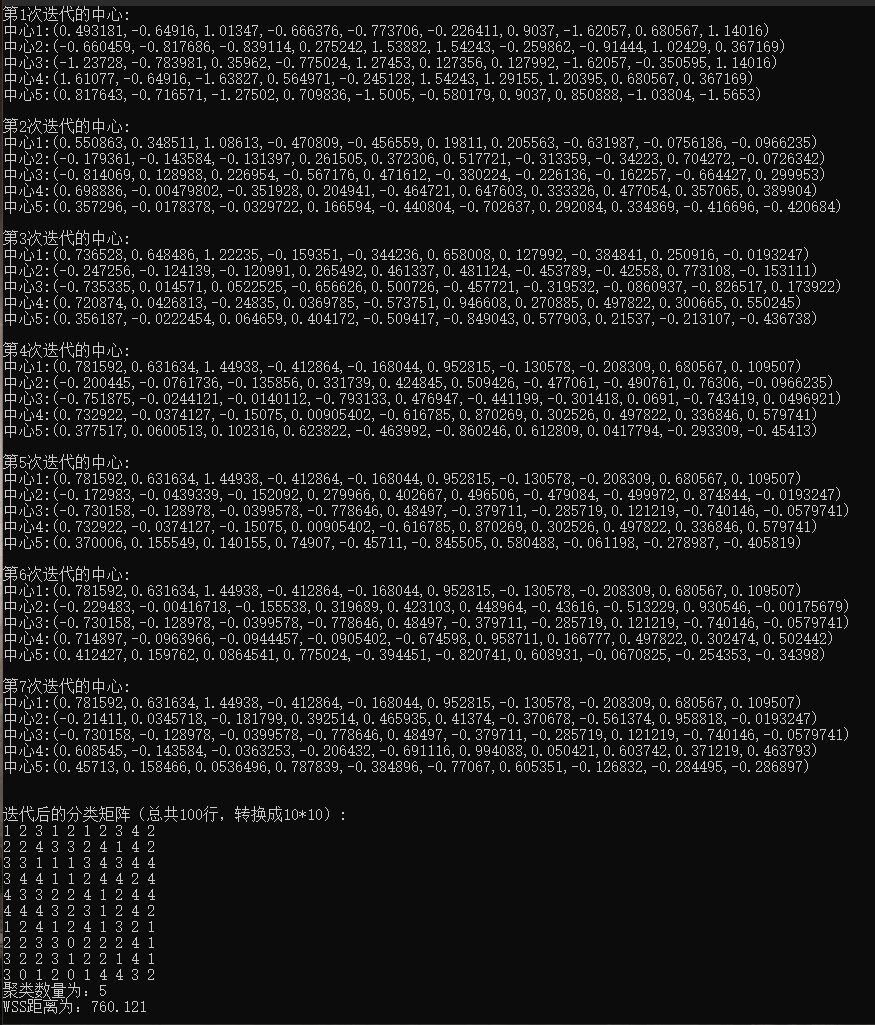 第1次迭代的中心:
中心1:(0.493181,-0.64916,1.01347,-0.666376,-0.773706,-0.226411,0.9037,-1.62057,0.680567,1.14016)
中心2:(-0.660459,-0.817686,-0.839114,0.275242,1.53882,1.54243,-0.259862,-0.91444,1.02429,0.367169)
中心3:(-1.23728,-0.783981,0.35962,-0.775024,1.27453,0.127356,0.127992,-1.62057,-0.350595,1.14016)
中心4:(1.61077,-0.64916,-1.63827,0.564971,-0.245128,1.54243,1.29155,1.20395,0.680567,0.367169)
中心5:(0.817643,-0.716571,-1.27502,0.709836,-1.5005,-0.580179,0.9037,0.850888,-1.03804,-1.5653)
第2次迭代的中心:
中心1:(0.550863,0.348511,1.08613,-0.470809,-0.456559,0.19811,0.205563,-0.631987,-0.0756186,-0.0966235)
中心2:(-0.179361,-0.143584,-0.131397,0.261505,0.372306,0.517721,-0.313359,-0.34223,0.704272,-0.0726342)
中心3:(-0.814069,0.128988,0.226954,-0.567176,0.471612,-0.380224,-0.226136,-0.162257,-0.664427,0.299953)
中心4:(0.698886,-0.00479802,-0.351928,0.204941,-0.464721,0.647603,0.333326,0.477054,0.357065,0.389904)
中心5:(0.357296,-0.0178378,-0.0329722,0.166594,-0.440804,-0.702637,0.292084,0.334869,-0.416696,-0.420684)
第3次迭代的中心:
中心1:(0.736528,0.648486,1.22235,-0.159351,-0.344236,0.658008,0.127992,-0.384841,0.250916,-0.0193247)
中心2:(-0.247256,-0.124139,-0.120991,0.265492,0.461337,0.481124,-0.453789,-0.42558,0.773108,-0.153111)
中心3:(-0.735335,0.014571,0.0522525,-0.656626,0.500726,-0.457721,-0.319532,-0.0860937,-0.826517,0.173922)
中心4:(0.720874,0.0426813,-0.24835,0.0369785,-0.573751,0.946608,0.270885,0.497822,0.300665,0.550245)
中心5:(0.356187,-0.0222454,0.064659,0.404172,-0.509417,-0.849043,0.577903,0.21537,-0.213107,-0.436738)
第4次迭代的中心:
中心1:(0.781592,0.631634,1.44938,-0.412864,-0.168044,0.952815,-0.130578,-0.208309,0.680567,0.109507)
中心2:(-0.200445,-0.0761736,-0.135856,0.331739,0.424845,0.509426,-0.477061,-0.490761,0.76306,-0.0966235)
中心3:(-0.751875,-0.0244121,-0.0140112,-0.793133,0.476947,-0.441199,-0.301418,0.0691,-0.743419,0.0496921)
中心4:(0.732922,-0.0374127,-0.15075,0.00905402,-0.616785,0.870269,0.302526,0.497822,0.336846,0.579741)
中心5:(0.377517,0.0600513,0.102316,0.623822,-0.463992,-0.860246,0.612809,0.0417794,-0.293309,-0.45413)
第5次迭代的中心:
中心1:(0.781592,0.631634,1.44938,-0.412864,-0.168044,0.952815,-0.130578,-0.208309,0.680567,0.109507)
中心2:(-0.172983,-0.0439339,-0.152092,0.279966,0.402667,0.496506,-0.479084,-0.499972,0.874844,-0.0193247)
中心3:(-0.730158,-0.128978,-0.0399578,-0.778646,0.48497,-0.379711,-0.285719,0.121219,-0.740146,-0.0579741)
中心4:(0.732922,-0.0374127,-0.15075,0.00905402,-0.616785,0.870269,0.302526,0.497822,0.336846,0.579741)
中心5:(0.370006,0.155549,0.140155,0.74907,-0.45711,-0.845505,0.580488,-0.061198,-0.278987,-0.405819)
第6次迭代的中心:
中心1:(0.781592,0.631634,1.44938,-0.412864,-0.168044,0.952815,-0.130578,-0.208309,0.680567,0.109507)
中心2:(-0.229483,-0.00416718,-0.155538,0.319689,0.423103,0.448964,-0.43616,-0.513229,0.930546,-0.00175679)
中心3:(-0.730158,-0.128978,-0.0399578,-0.778646,0.48497,-0.379711,-0.285719,0.121219,-0.740146,-0.0579741)
中心4:(0.714897,-0.0963966,-0.0944457,-0.0905402,-0.674598,0.958711,0.166777,0.497822,0.302474,0.502442)
中心5:(0.412427,0.159762,0.0864541,0.775024,-0.394451,-0.820741,0.608931,-0.0670825,-0.254353,-0.34398)
第7次迭代的中心:
中心1:(0.781592,0.631634,1.44938,-0.412864,-0.168044,0.952815,-0.130578,-0.208309,0.680567,0.109507)
中心2:(-0.21411,0.0345718,-0.181799,0.392514,0.465935,0.41374,-0.370678,-0.561374,0.958818,-0.0193247)
中心3:(-0.730158,-0.128978,-0.0399578,-0.778646,0.48497,-0.379711,-0.285719,0.121219,-0.740146,-0.0579741)
中心4:(0.608545,-0.143584,-0.0363253,-0.206432,-0.691116,0.994088,0.050421,0.603742,0.371219,0.463793)
中心5:(0.45713,0.158466,0.0536496,0.787839,-0.384896,-0.77067,0.605351,-0.126832,-0.284495,-0.286897)
迭代后的分类矩阵（总共100行，转换成10*10）:
1 2 3 1 2 1 2 3 4 2
2 2 4 3 3 2 4 1 4 2
3 3 1 1 1 3 4 3 4 4
3 4 4 1 1 2 4 4 2 4
4 3 3 2 2 4 1 2 4 4
4 4 4 3 2 3 1 2 4 2
1 2 4 1 2 4 1 3 2 1
2 2 3 3 0 2 2 2 4 1
3 2 2 3 1 2 2 1 4 1
3 0 1 2 0 1 4 4 3 2
聚类数量为：5
WSS距离为：760.121